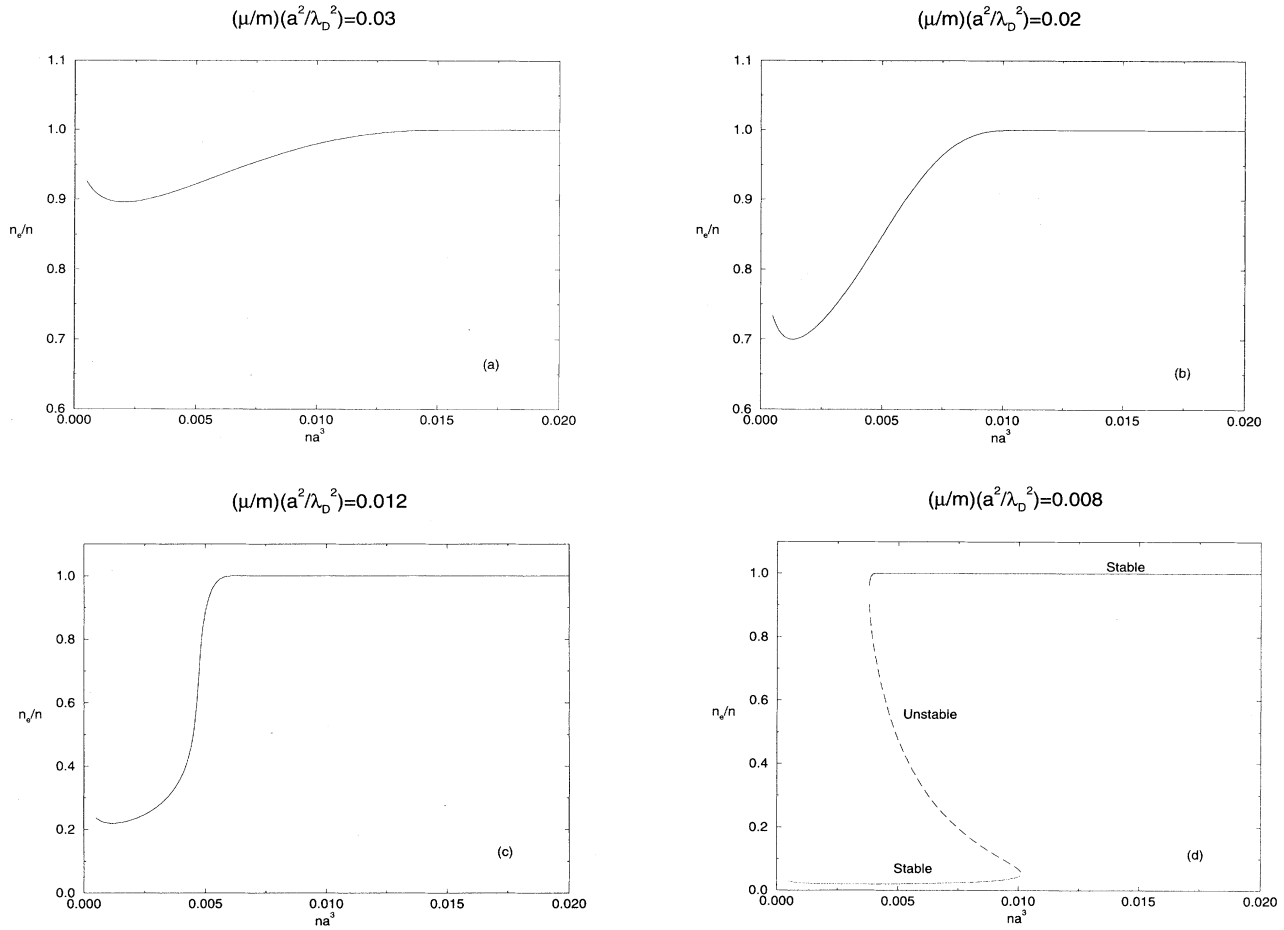 (μ/m)(a²/λ_D²)=0.03
1.1
1.0
0.9
n_e/n
0.8
0.7
(a)
0.6
0.000 0.005 0.010 0.015 0.020
na³
(μ/m)(a²/λ_D²)=0.02
1.1
1.0
0.9
n_e/n
0.8
0.7
(b)
0.6
0.000 0.005 0.010 0.015 0.020
na³
(μ/m)(a²/λ_D²)=0.012
1.0
0.8
0.6
n_e/n
0.4
0.2
(c)
0.0
0.000 0.005 0.010 0.015 0.020
na³
(μ/m)(a²/λ_D²)=0.008
Stable
1.0
0.8
0.6
n_e/n
Unstable
0.4
0.2
Stable
(d)
0.0
0.000 0.005 0.010 0.015 0.020
na³